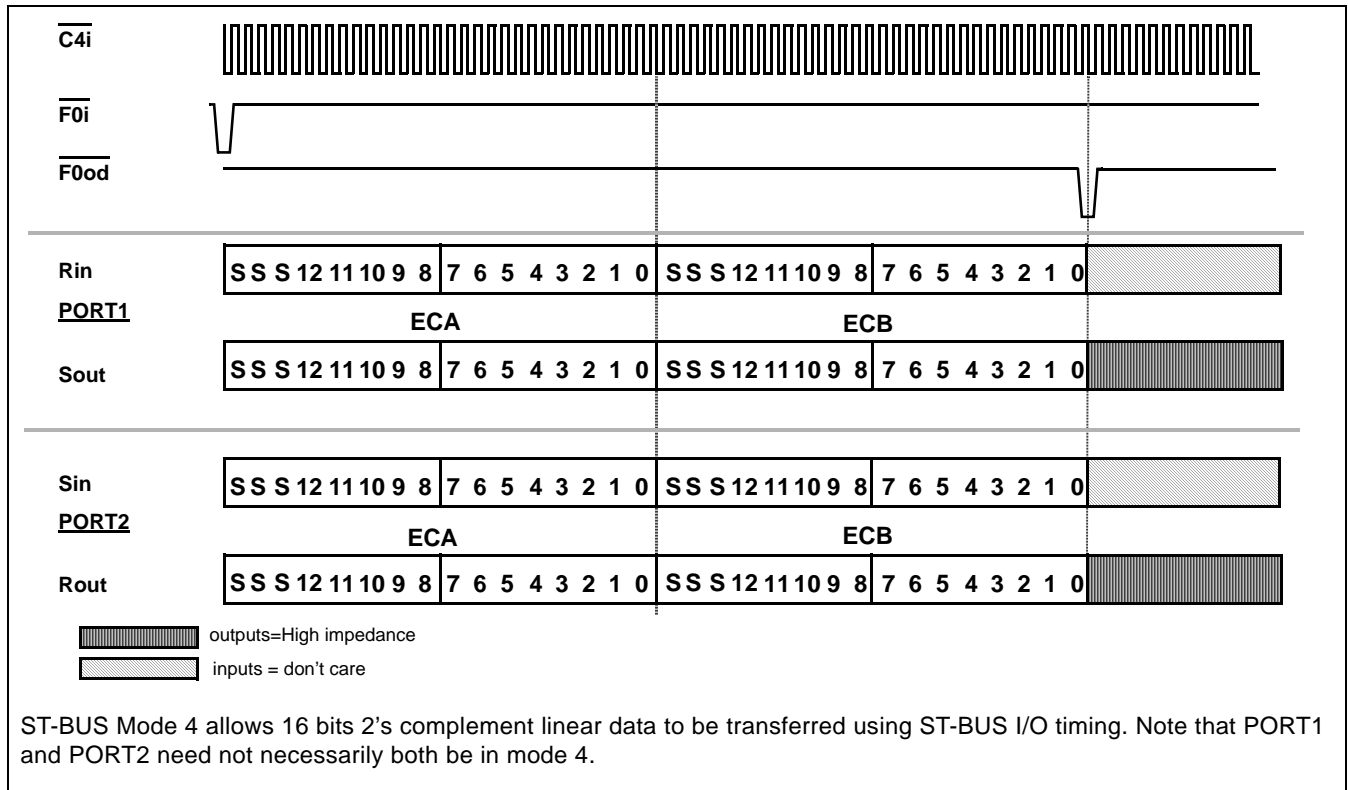 C4i
F0i
F0od
Rin
S S S 12 11 10 9 8 7 6 5 4 3 2 1 0 S S S 12 11 10 9 8 7 6 5 4 3 2 1 0
PORT1
ECA ECB
Sout
S S S 12 11 10 9 8 7 6 5 4 3 2 1 0 S S S 12 11 10 9 8 7 6 5 4 3 2 1 0
Sin
S S S 12 11 10 9 8 7 6 5 4 3 2 1 0 S S S 12 11 10 9 8 7 6 5 4 3 2 1 0
PORT2
ECA ECB
Rout
S S S 12 11 10 9 8 7 6 5 4 3 2 1 0 S S S 12 11 10 9 8 7 6 5 4 3 2 1 0
outputs=High impedance
inputs = don't care
ST-BUS Mode 4 allows 16 bits 2's complement linear data to be transferred using ST-BUS I/O timing. Note that PORT1
and PORT2 need not necessarily both be in mode 4.